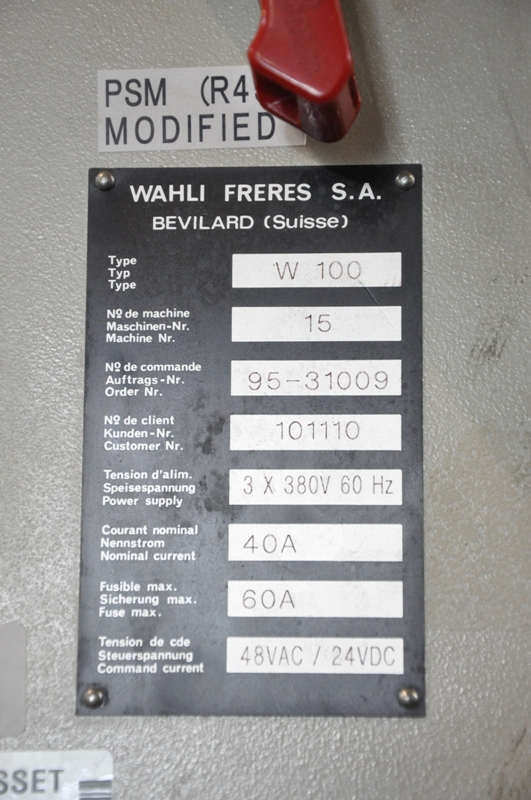 PSM (R4
MODIFIED
WAHLI FRERES S.A.
BEVILARD (Suisse)
Type
Typ
Type
W 100
Nº de machine
Maschinen-Nr.
Machine Nr.
15
Nº de commande
Auftrags-Nr.
Order Nr.
95-31009
Nº de client
Kunden-Nr.
Customer Nr.
101110
Tension d'alim.
Speisespannung
Power supply
3 X 380V 60 Hz
Courant nominal
Nennstrom
Nominal current
40A
Fusible max.
Sicherung max.
Fuse max.
60A
Tension de cde
Steuerspannung
Command current
48VAC / 24VDC